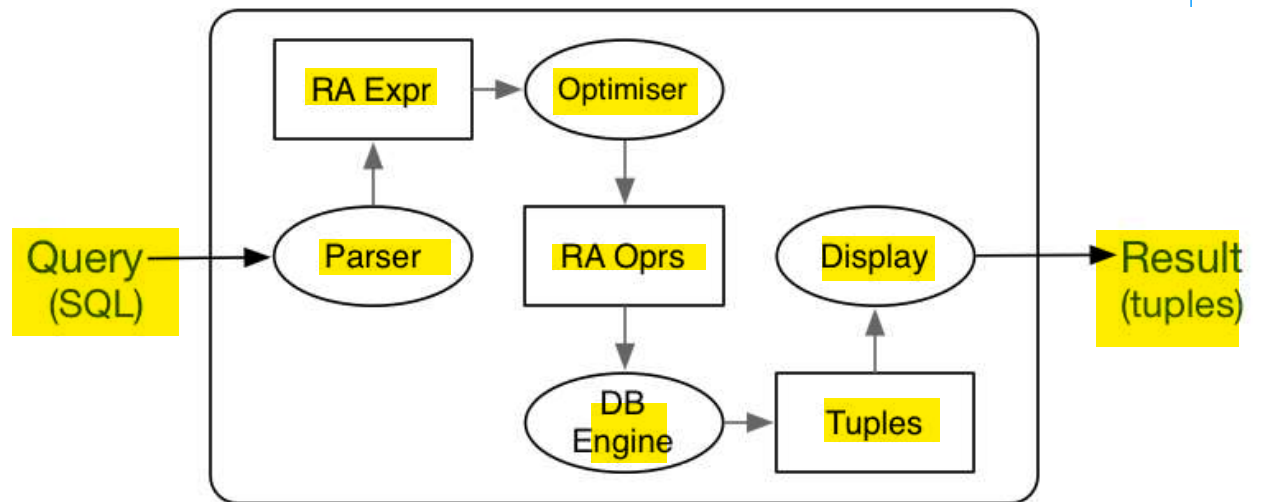 RA Expr
Optimiser
Query
(SQL)
Parser
RA Oprs
Display
Result
(tuples)
DB
Engine
Tuples